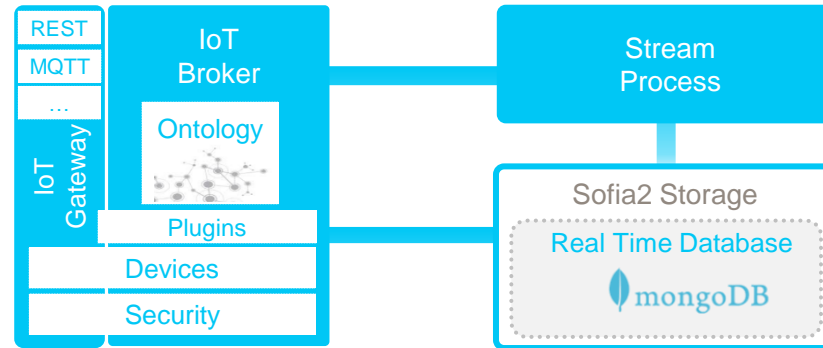 REST
MQTT
...
IoT
Gateway
IoT
Broker
Ontology
Plugins
Devices
Security
Stream
Process
Sofia2 Storage
Real Time Database
mongoDB